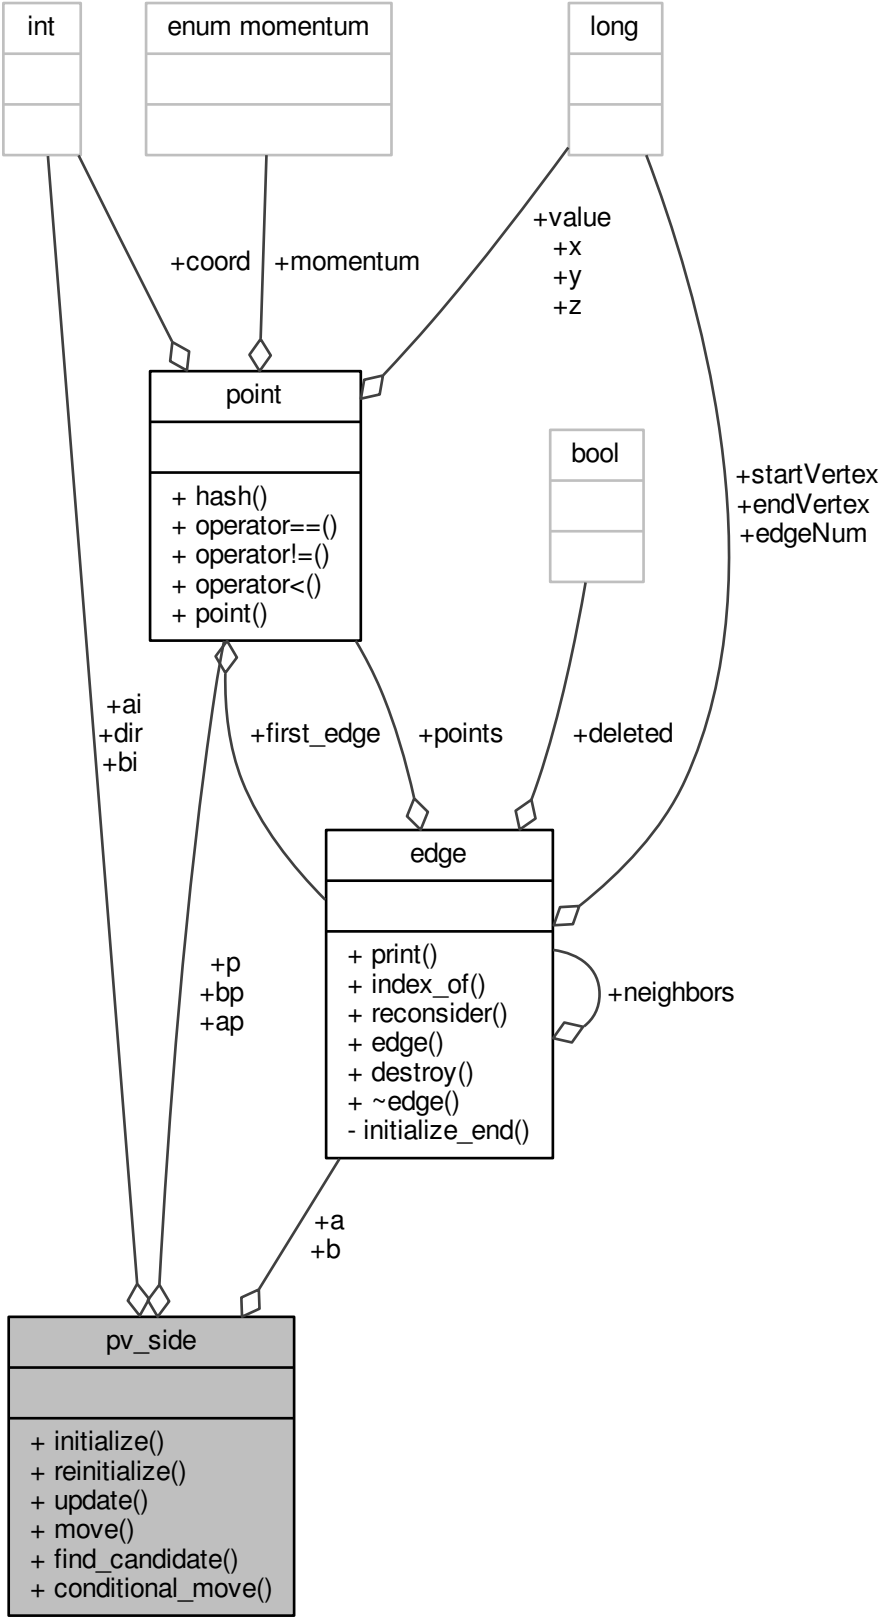 int
enum momentum
long
+value
+x
+y
+z
+coord
+momentum
point
+ hash()
+ operator==()
+ operator!=()
+ operator<()
+ point()
bool
+startVertex
+endVertex
+edgeNum
+ai
+dir
+bi
+first_edge
+points
+deleted
edge
+ print()
+ index_of()
+ reconsider()
+ edge()
+ destroy()
+ ~edge()
- initialize_end()
+neighbors
+p
+bp
+ap
+a
+b
pv_side
+ initialize()
+ reinitialize()
+ update()
+ move()
+ find_candidate()
+ conditional_move()